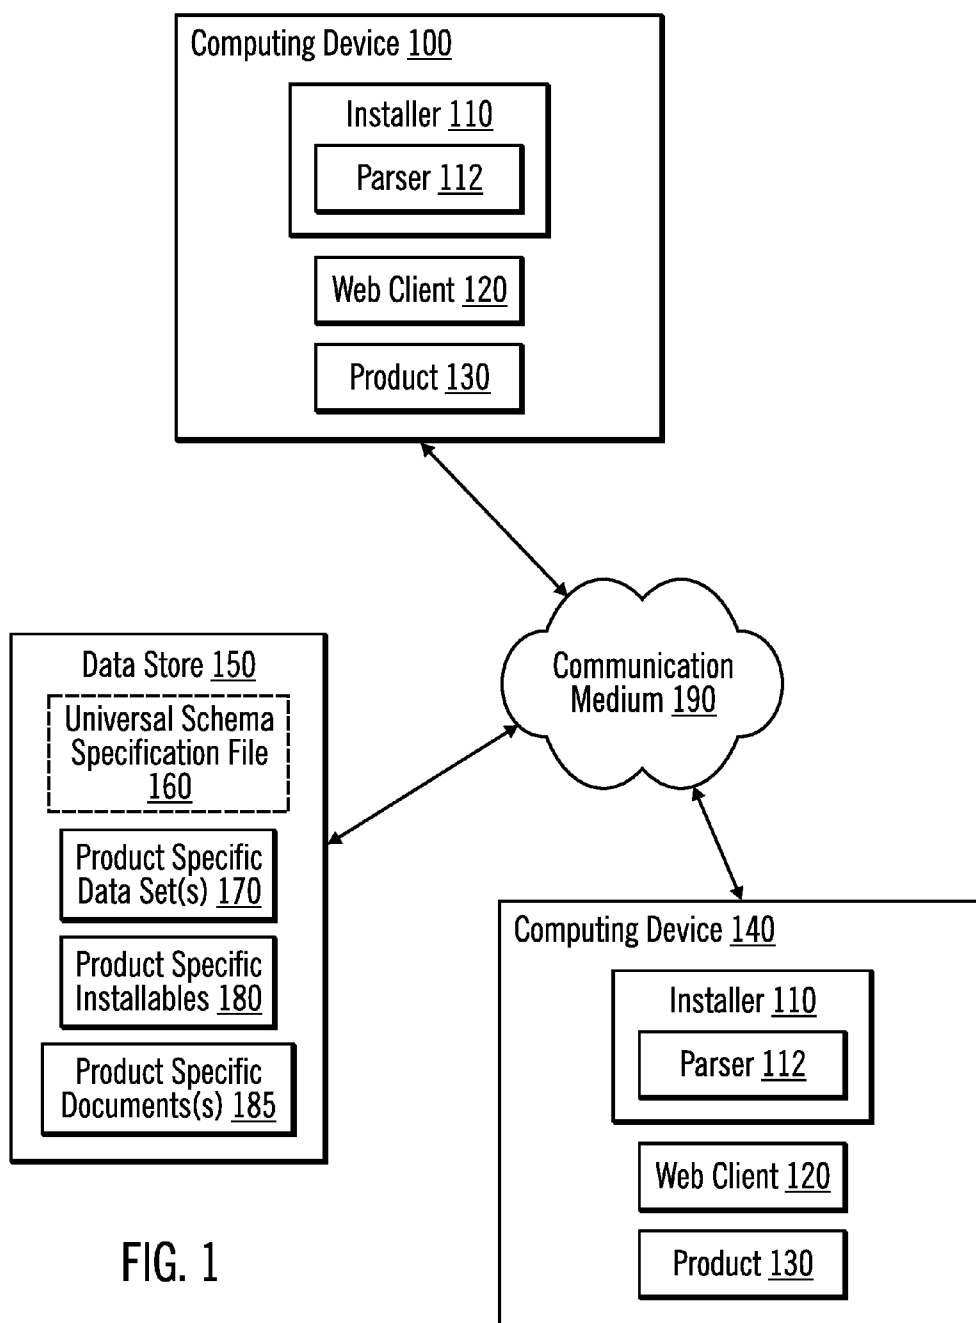 Computing Device 100
Installer 110
Parser 112
Web Client 120
Product 130
Communication
Medium 190
Data Store 150
Universal Schema
Specification File
160
Product Specific
Data Set(s) 170
Product Specific
Installables 180
Product Specific
Documents(s) 185
Computing Device 140
Installer 110
Parser 112
Web Client 120
Product 130
FIG. 1